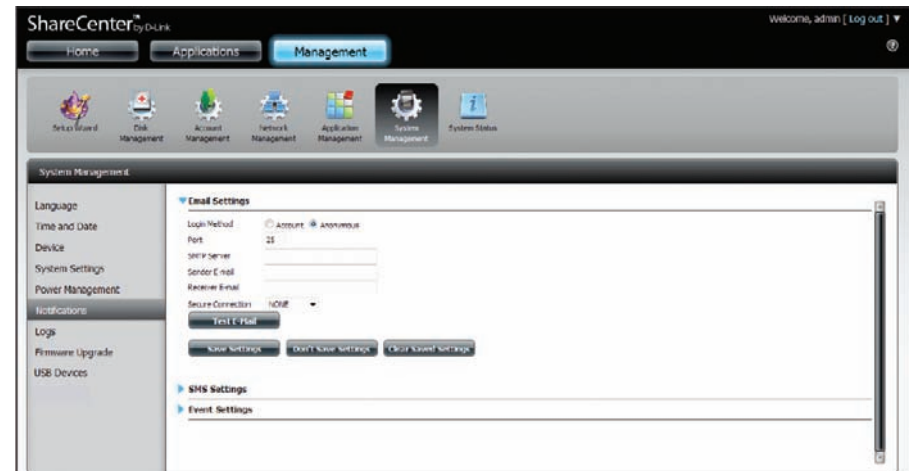 ShareCenter™ by D-Link
Welcome, admin [ Log out ] ▼
Home Applications Management
Setup Wizard
Disk Management
Account Management
Network Management
Application Management
System Management
System Status
System Management
Language
Time and Date
Device
System Settings
Power Management
Notifications
Logs
Firmware Upgrade
USB Devices
Email Settings
Login Method Account Anonymous
Port 25
SMTP Server
Sender E-mail
Receiver E-mail
Secure Connection NONE
Test E-Mail
Save Settings Don't Save Settings Clear Saved Settings
SMS Settings
Event Settings